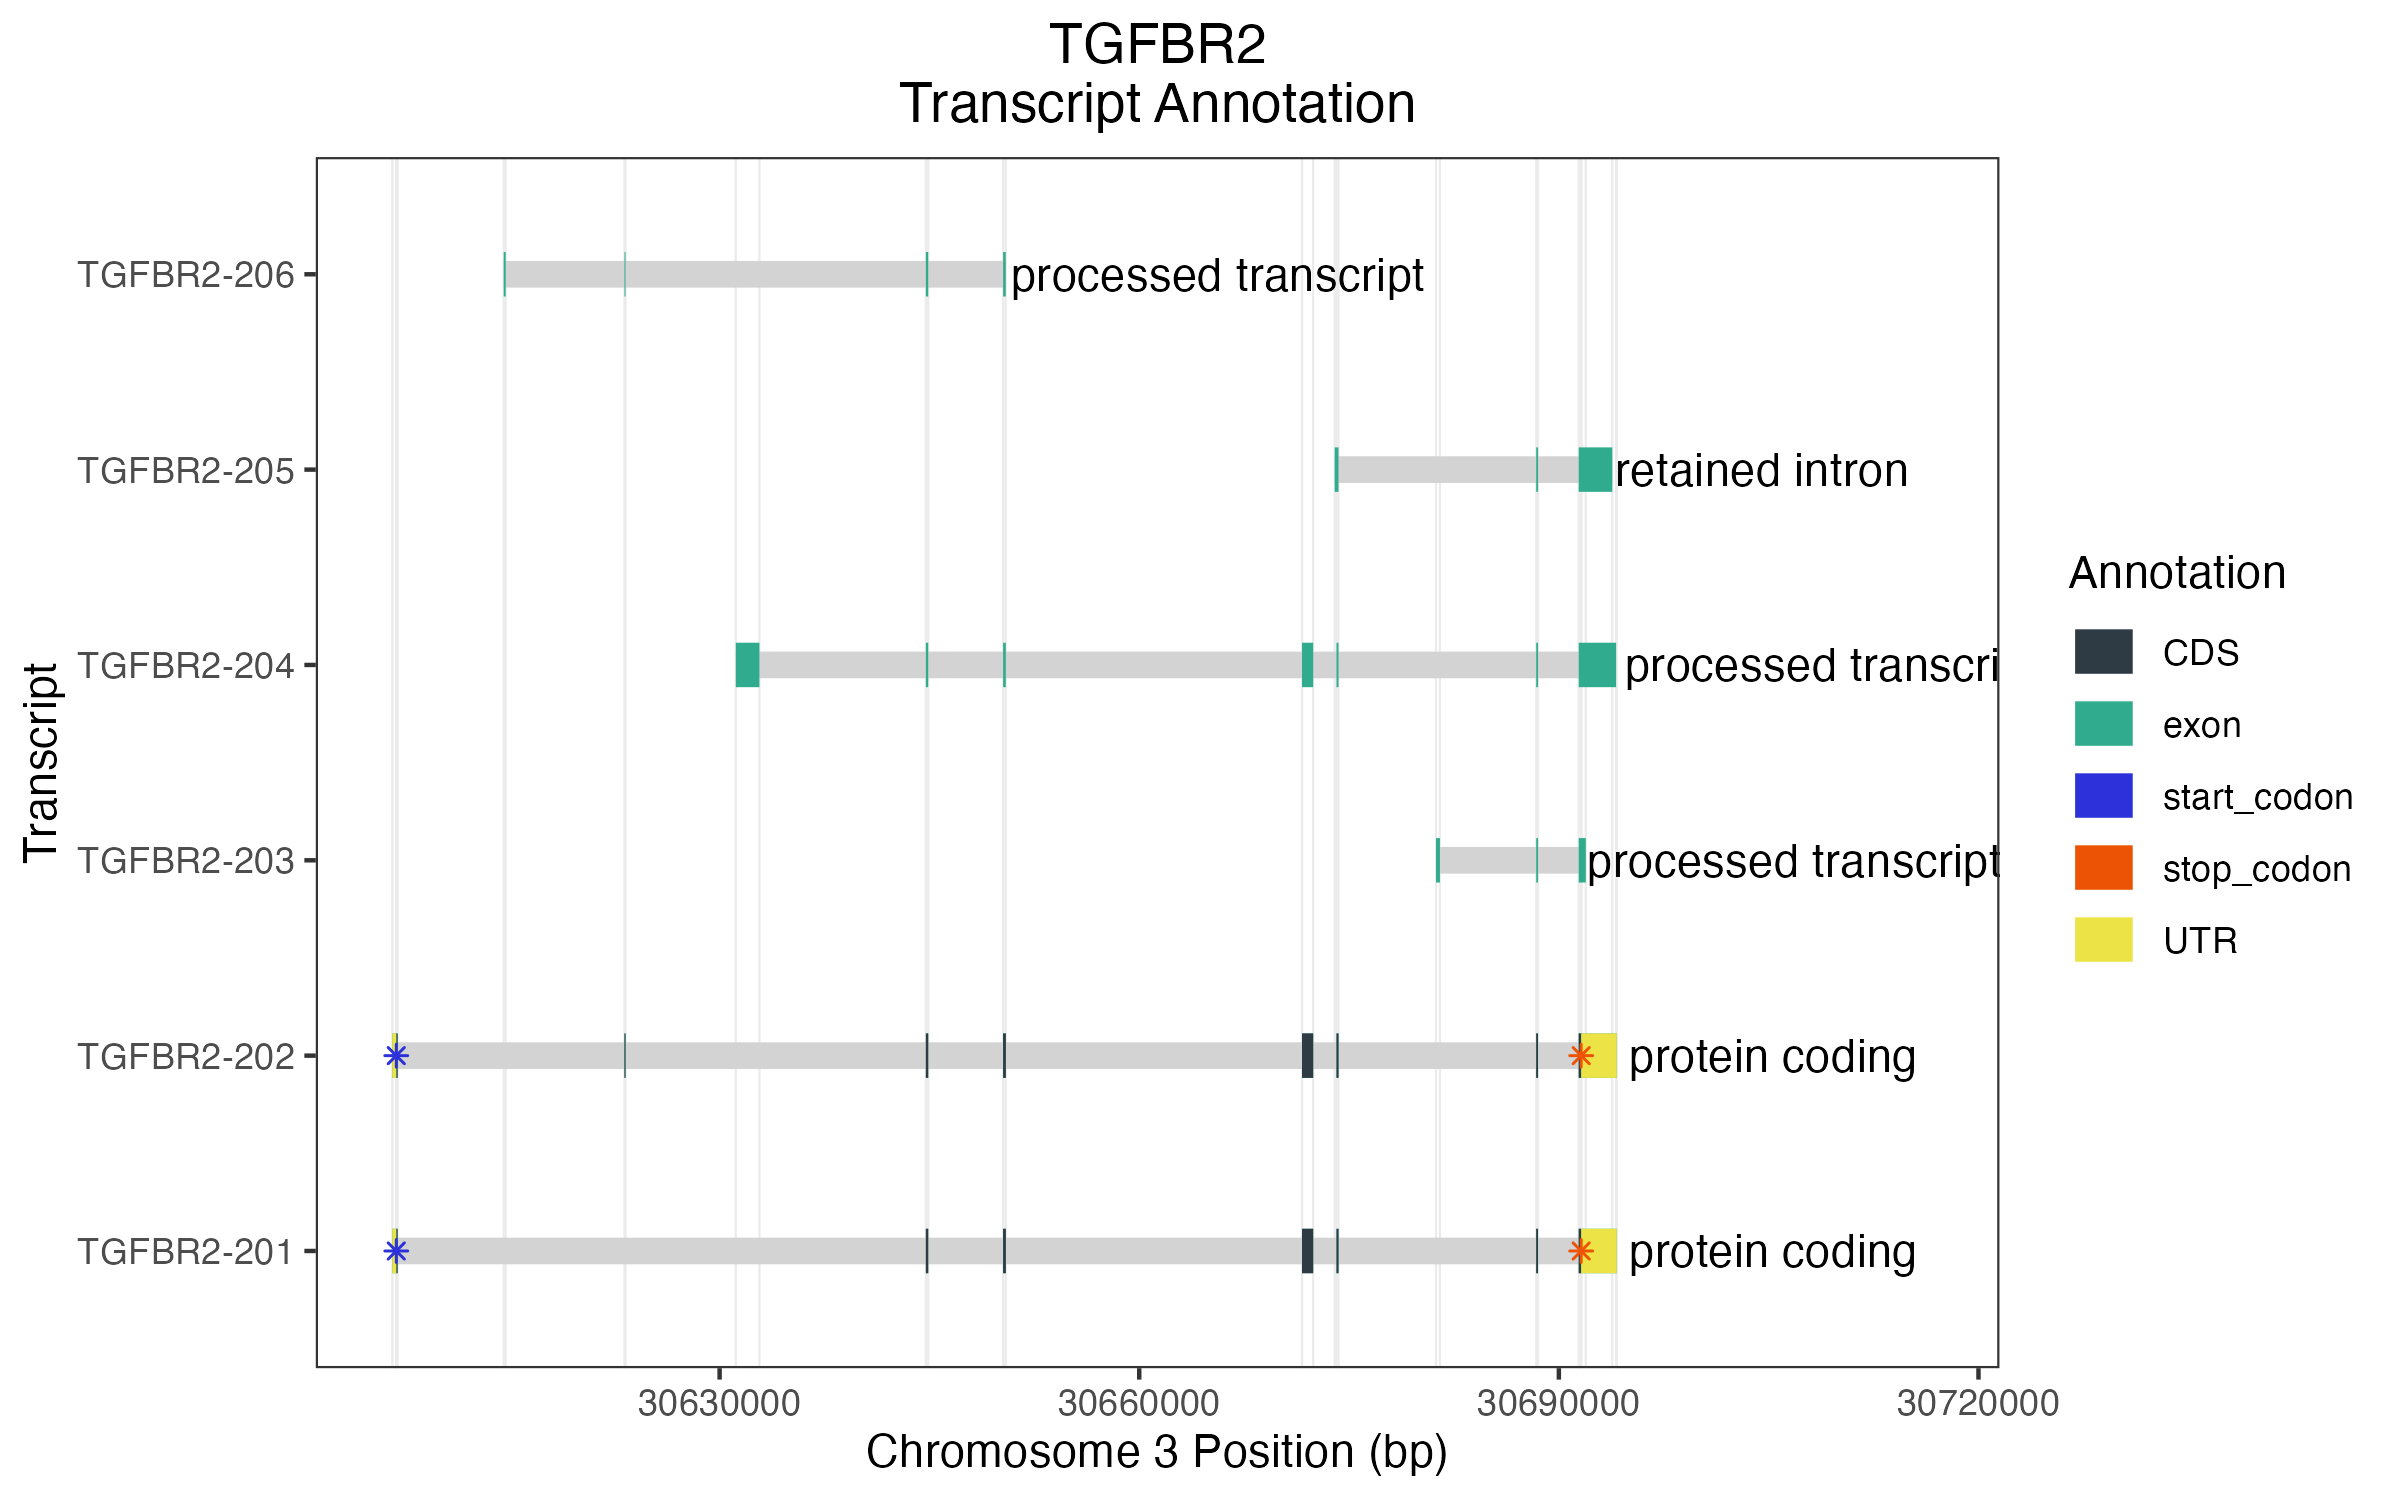 TGFBR2
Transcript Annotation
Transcript
TGFBR2-206 processed transcript
TGFBR2-205 retained intron
TGFBR2-204 processed transcri
TGFBR2-203 processed transcript
TGFBR2-202 protein coding
TGFBR2-201 protein coding
30630000 30660000 30690000 30720000
Chromosome 3 Position (bp)
Annotation
CDS
exon
start_codon
stop_codon
UTR